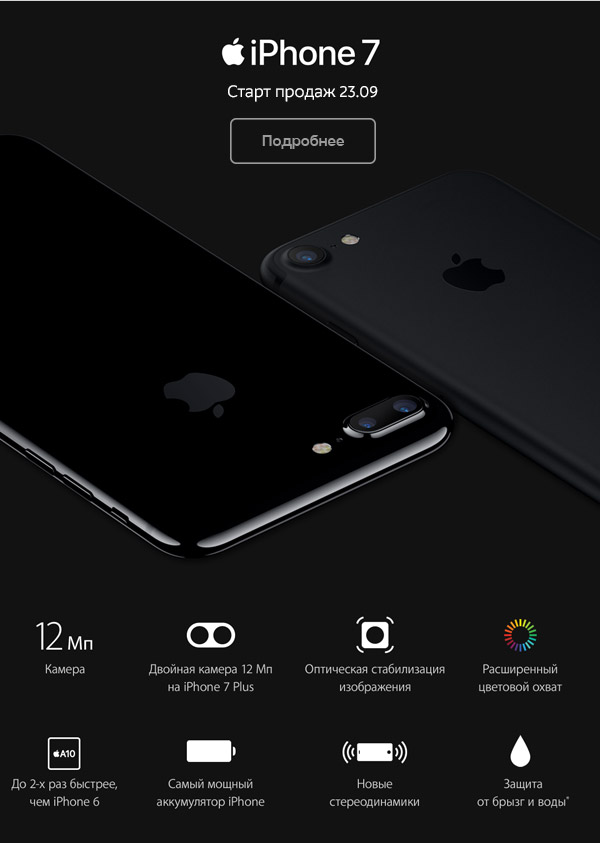 iPhone 7
Старт продаж 23.09
Подробнее
12 Мп
Камера
Двойная камера 12 Мп
на iPhone 7 Plus
Оптическая стабилизация
изображения
Расширенный
цветовой охват
A10
До 2-х раз быстрее,
чем iPhone 6
Самый мощный
аккумулятор iPhone
Новые
стереодинамики
Защита
от брызг и воды*